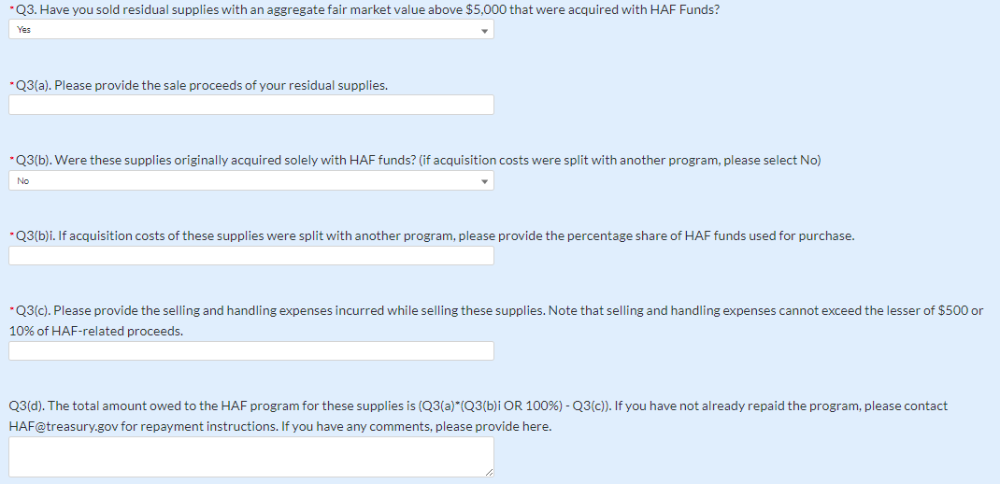 *Q3. Have you sold residual supplies with an aggregate fair market value above $5,000 that were acquired with HAF Funds?
Yes
*Q3(a). Please provide the sale proceeds of your residual supplies.
*Q3(b). Were these supplies originally acquired solely with HAF funds? (if acquisition costs were split with another program, please select No)
No
*Q3(b)i. If acquisition costs of these supplies were split with another program, please provide the percentage share of HAF funds used for purchase.
*Q3(c). Please provide the selling and handling expenses incurred while selling these supplies. Note that selling and handling expenses cannot exceed the lesser of $500 or
10% of HAF-related proceeds.
Q3(d). The total amount owed to the HAF program for these supplies is (Q3(a)*(Q3(b)i OR 100%) - Q3(c)). If you have not already repaid the program, please contact
HAF@treasury.gov for repayment instructions. If you have any comments, please provide here.